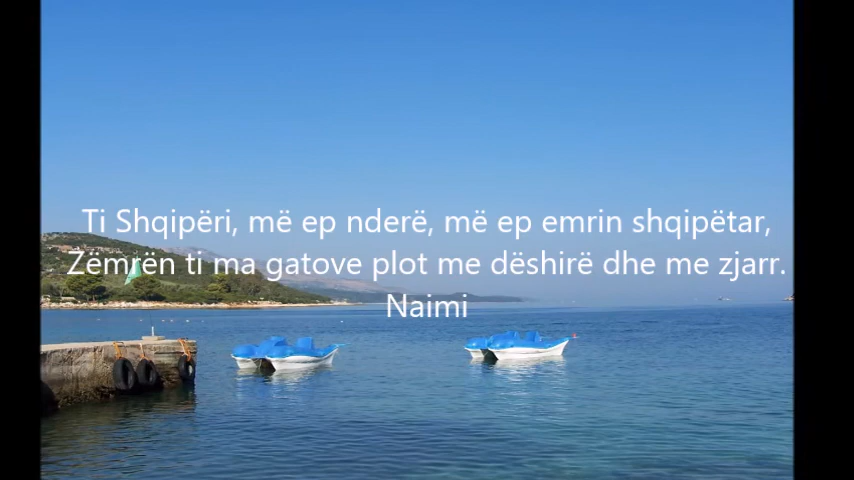 Ti Shqipëri, më ep nderë, më ep emrin shqipëtar,
Zëmrën ti ma gatove plot me dëshirë dhe me zjarr.
Naimi